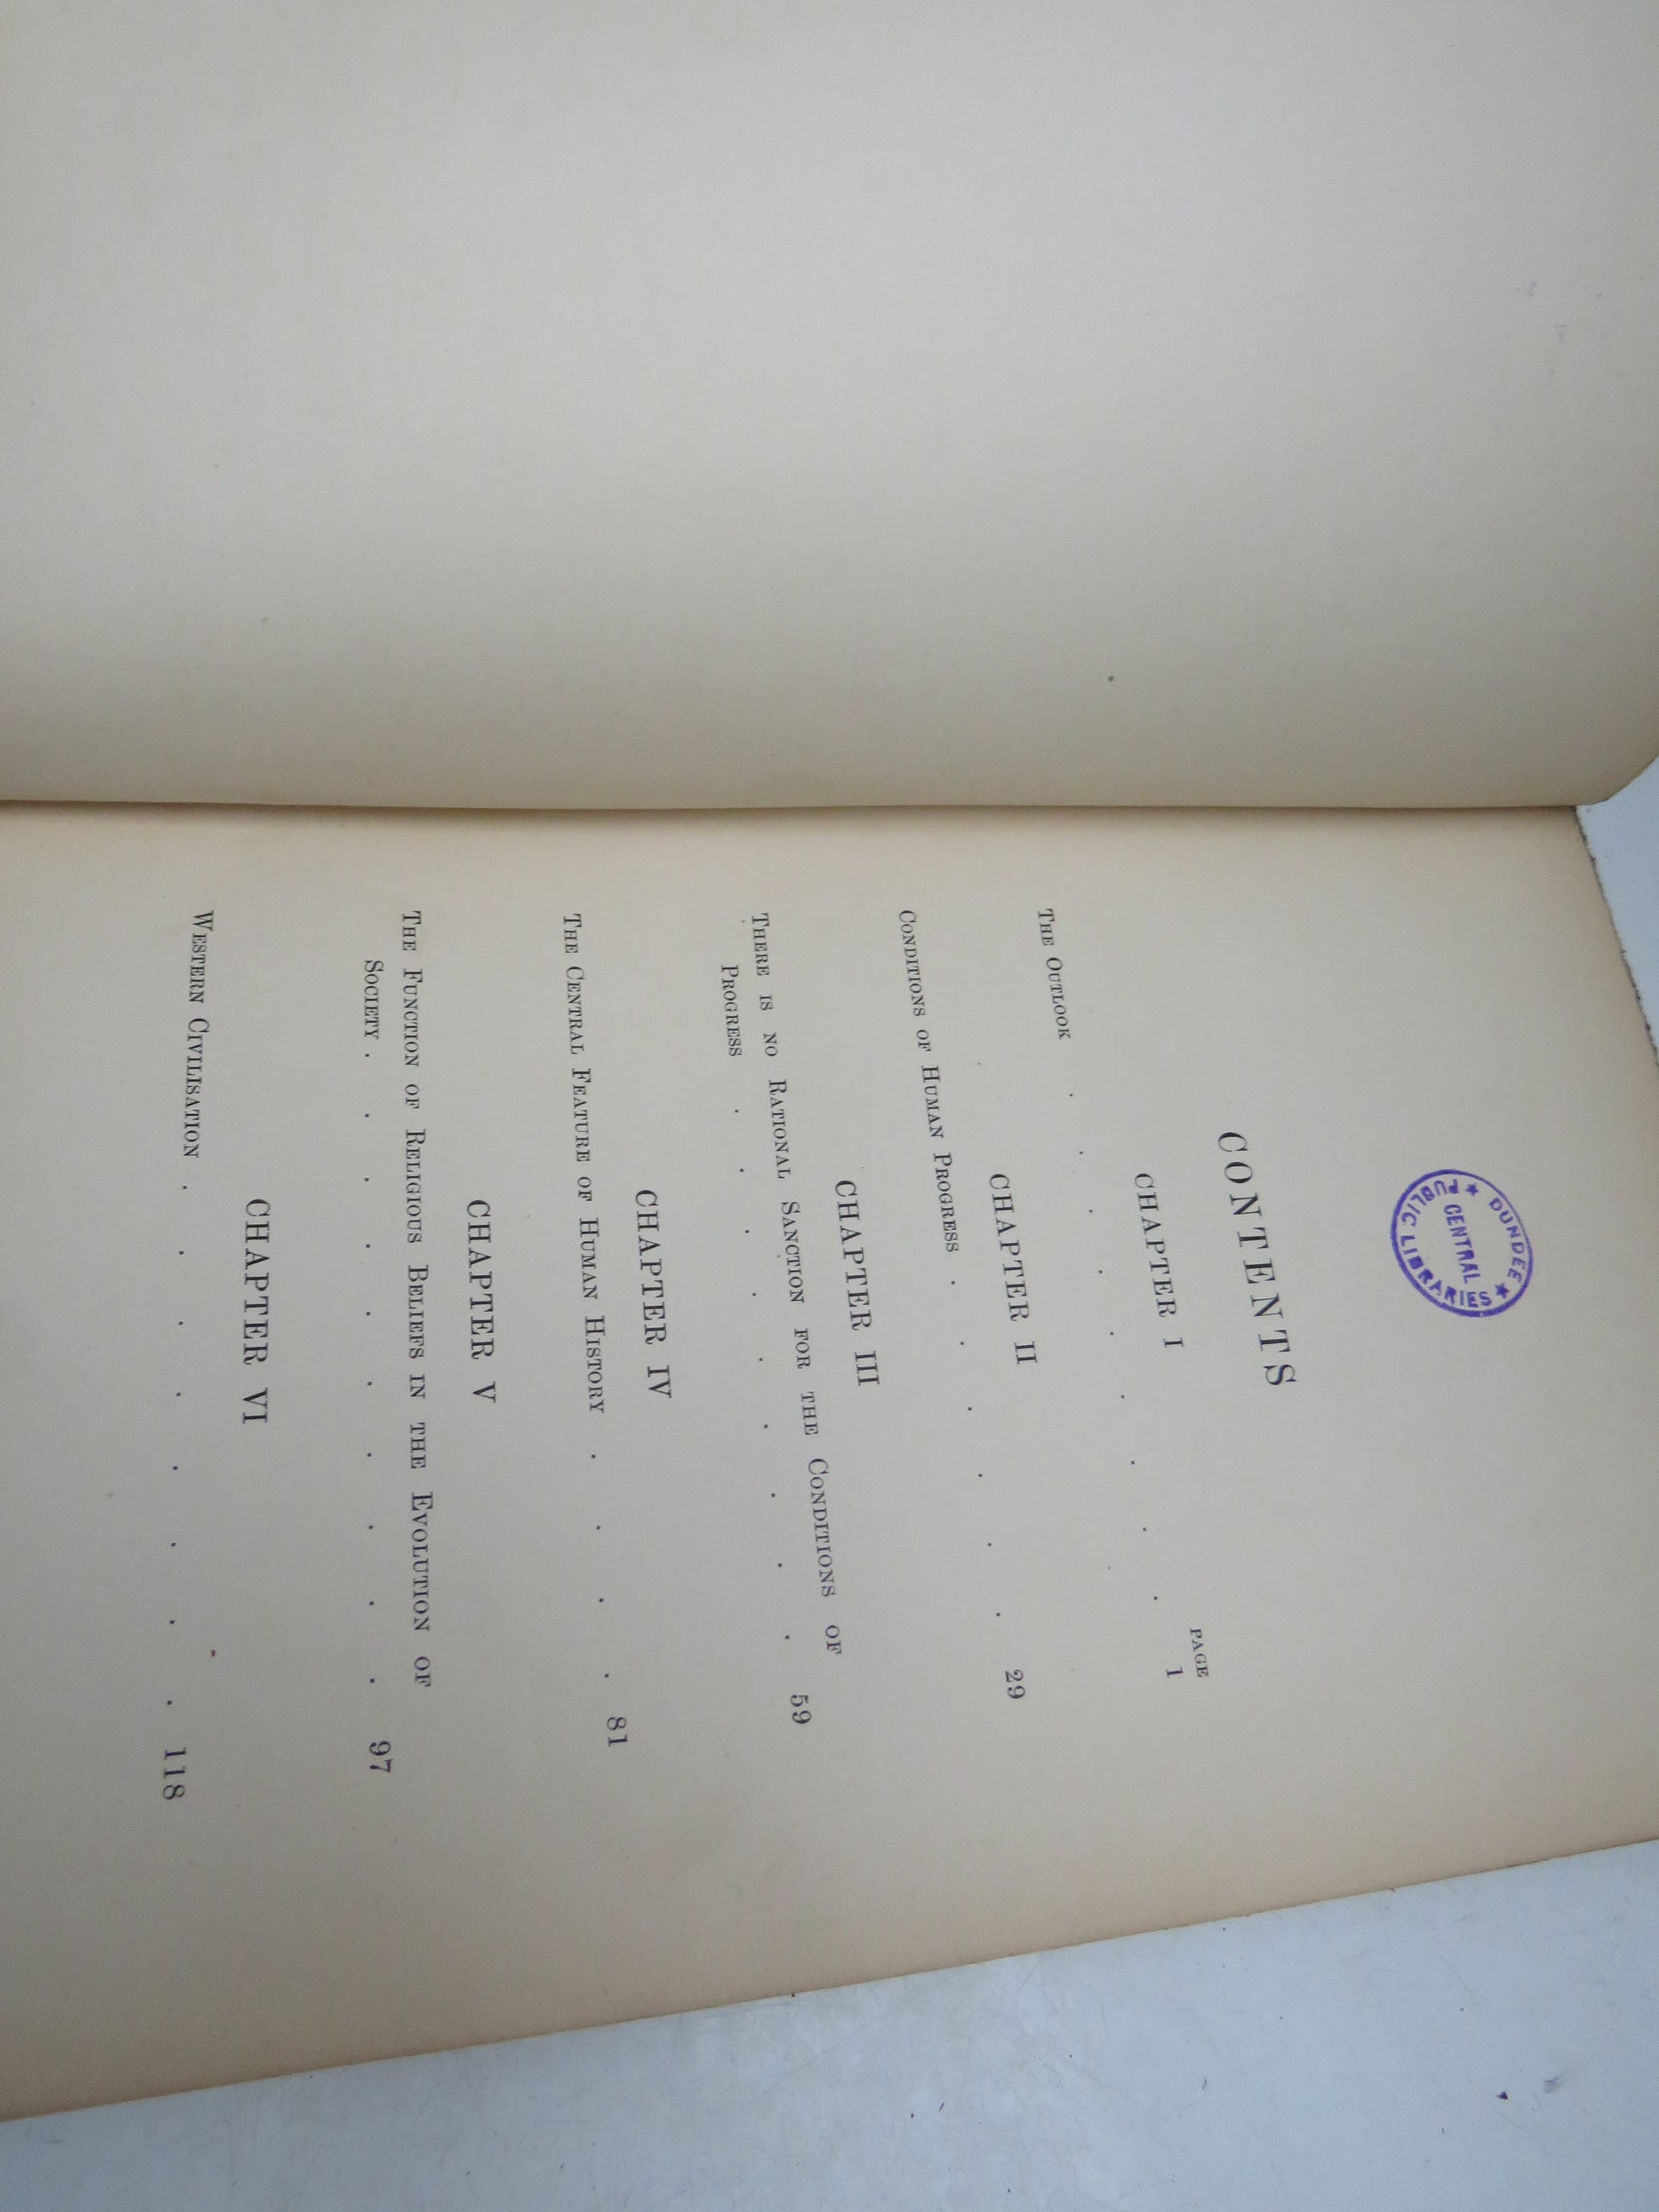 ★ DUNDEE ★
CENTRAL
PUBLIC LIBRARIES
CONTENTS
CHAPTER I
PAGE
The Outlook . . . . . . . . . 1
CHAPTER II
Conditions of Human Progress . . . . . . 29
CHAPTER III
There is no Rational Sanction for the Conditions of
Progress . . . . . . . . . 59
CHAPTER IV
The Central Feature of Human History . . . . 81
CHAPTER V
The Function of Religious Beliefs in the Evolution of
Society . . . . . . . . . . 97
CHAPTER VI
Western Civilisation . . . . . . . . 118